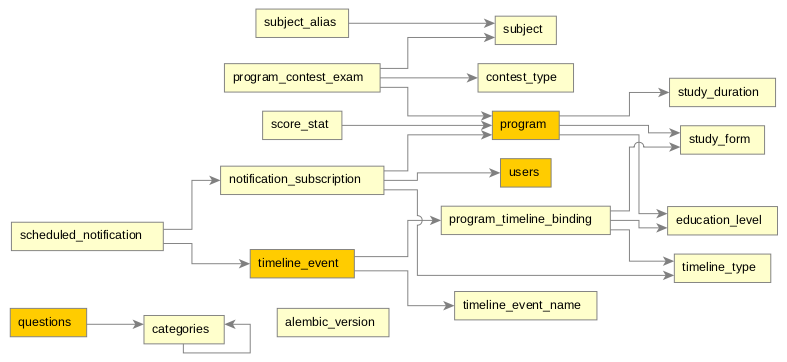 subject_alias
subject
program_contest_exam
contest_type
study_duration
score_stat
program
study_form
notification_subscription
users
program_timeline_binding
education_level
scheduled_notification
timeline_event
timeline_type
timeline_event_name
questions
categories
alembic_version